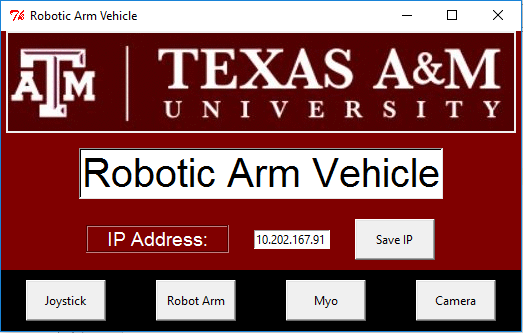 Robotic Arm Vehicle
ATM
TEXAS A&M
UNIVERSITY
Robotic Arm Vehicle
IP Address: 10.202.167.91 Save IP
Joystick Robot Arm Myo Camera